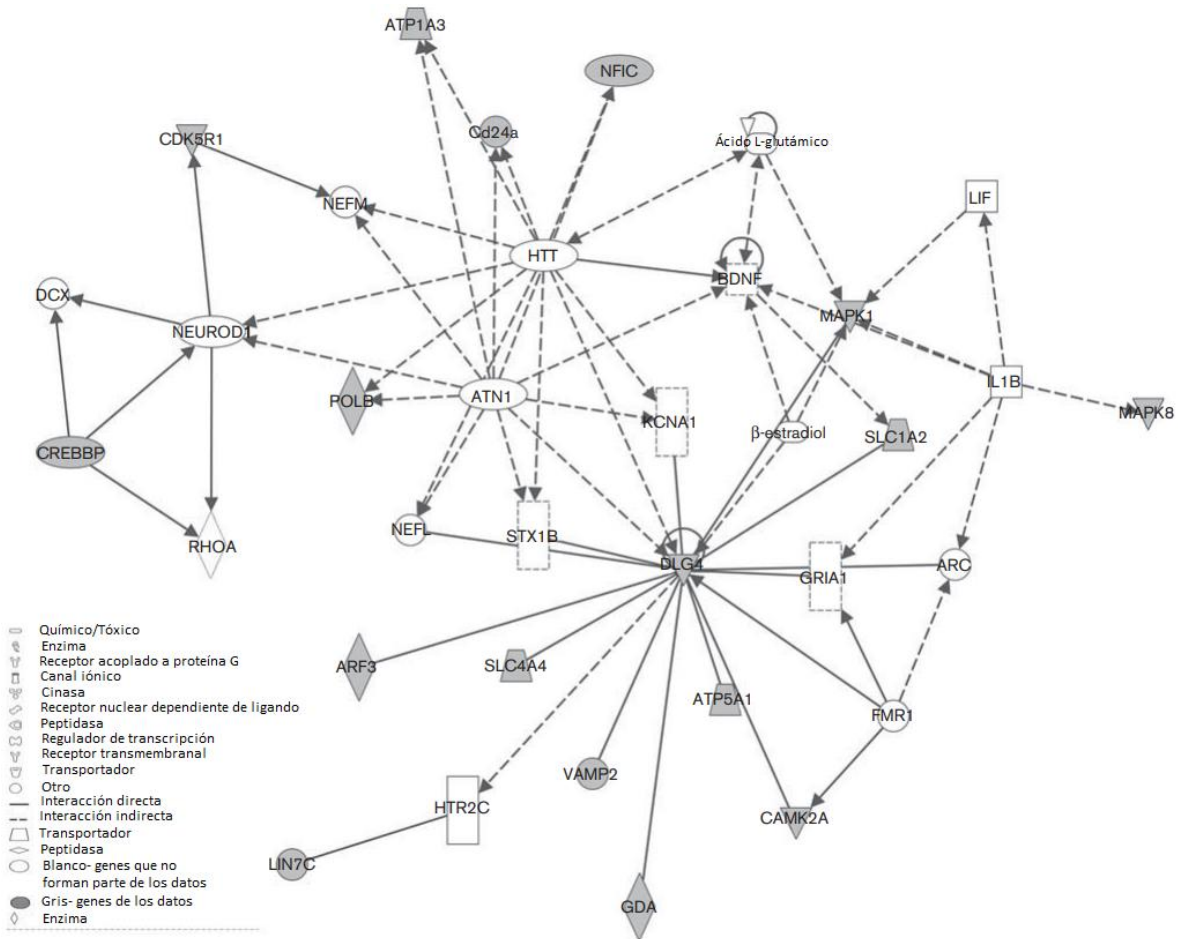 ATP1A3
NFIC
CDK5R1
Cd24a
Ácido L-glutámico
NEFM
LIF
HTT
BDNF
DCX
NEUROD1
MAPK1
POLB
ATN1
KCNA1
IL1B
MAPK8
β-estradiol
SLC1A2
CREBBP
NEFL
STX1B
RHOA
DLG4
GRIA1
ARC
ARF3
SLC4A4
ATP5A1
FMR1
VAMP2
HTR2C
CAMK2A
LIN7C
GDA
Químico/Tóxico
Enzima
Receptor acoplado a proteína G
Canal iónico
Cinasa
Receptor nuclear dependiente de ligando
Peptidasa
Regulador de transcripción
Receptor transmembranal
Transportador
Otro
Interacción directa
Interacción indirecta
Transportador
Peptidasa
Blanco- genes que no
forman parte de los datos
Gris- genes de los datos
Enzima